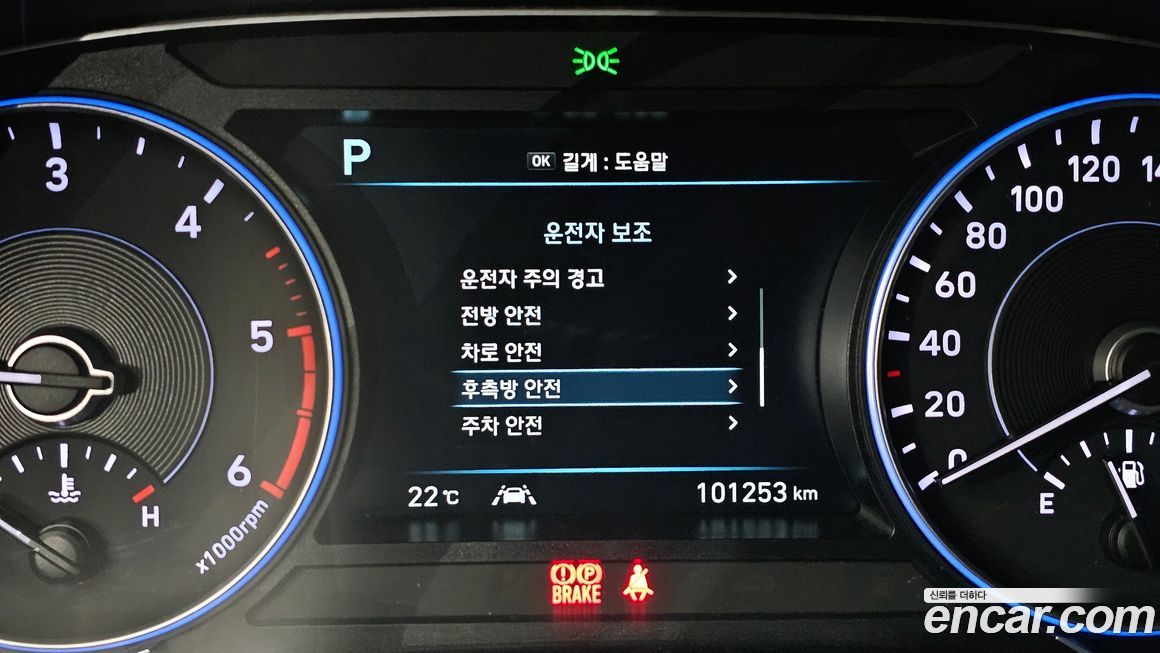 P
OK 길게 : 도움말
운전자 보조
운전자 주의 경고
전방 안전
차로 안전
후측방 안전
주차 안전
22℃
101253 km
3
4
5
6
x1000rpm
H
0
20
40
60
80
100
120
14
E
BRAKE
P
신뢰를 더하다
encar.com